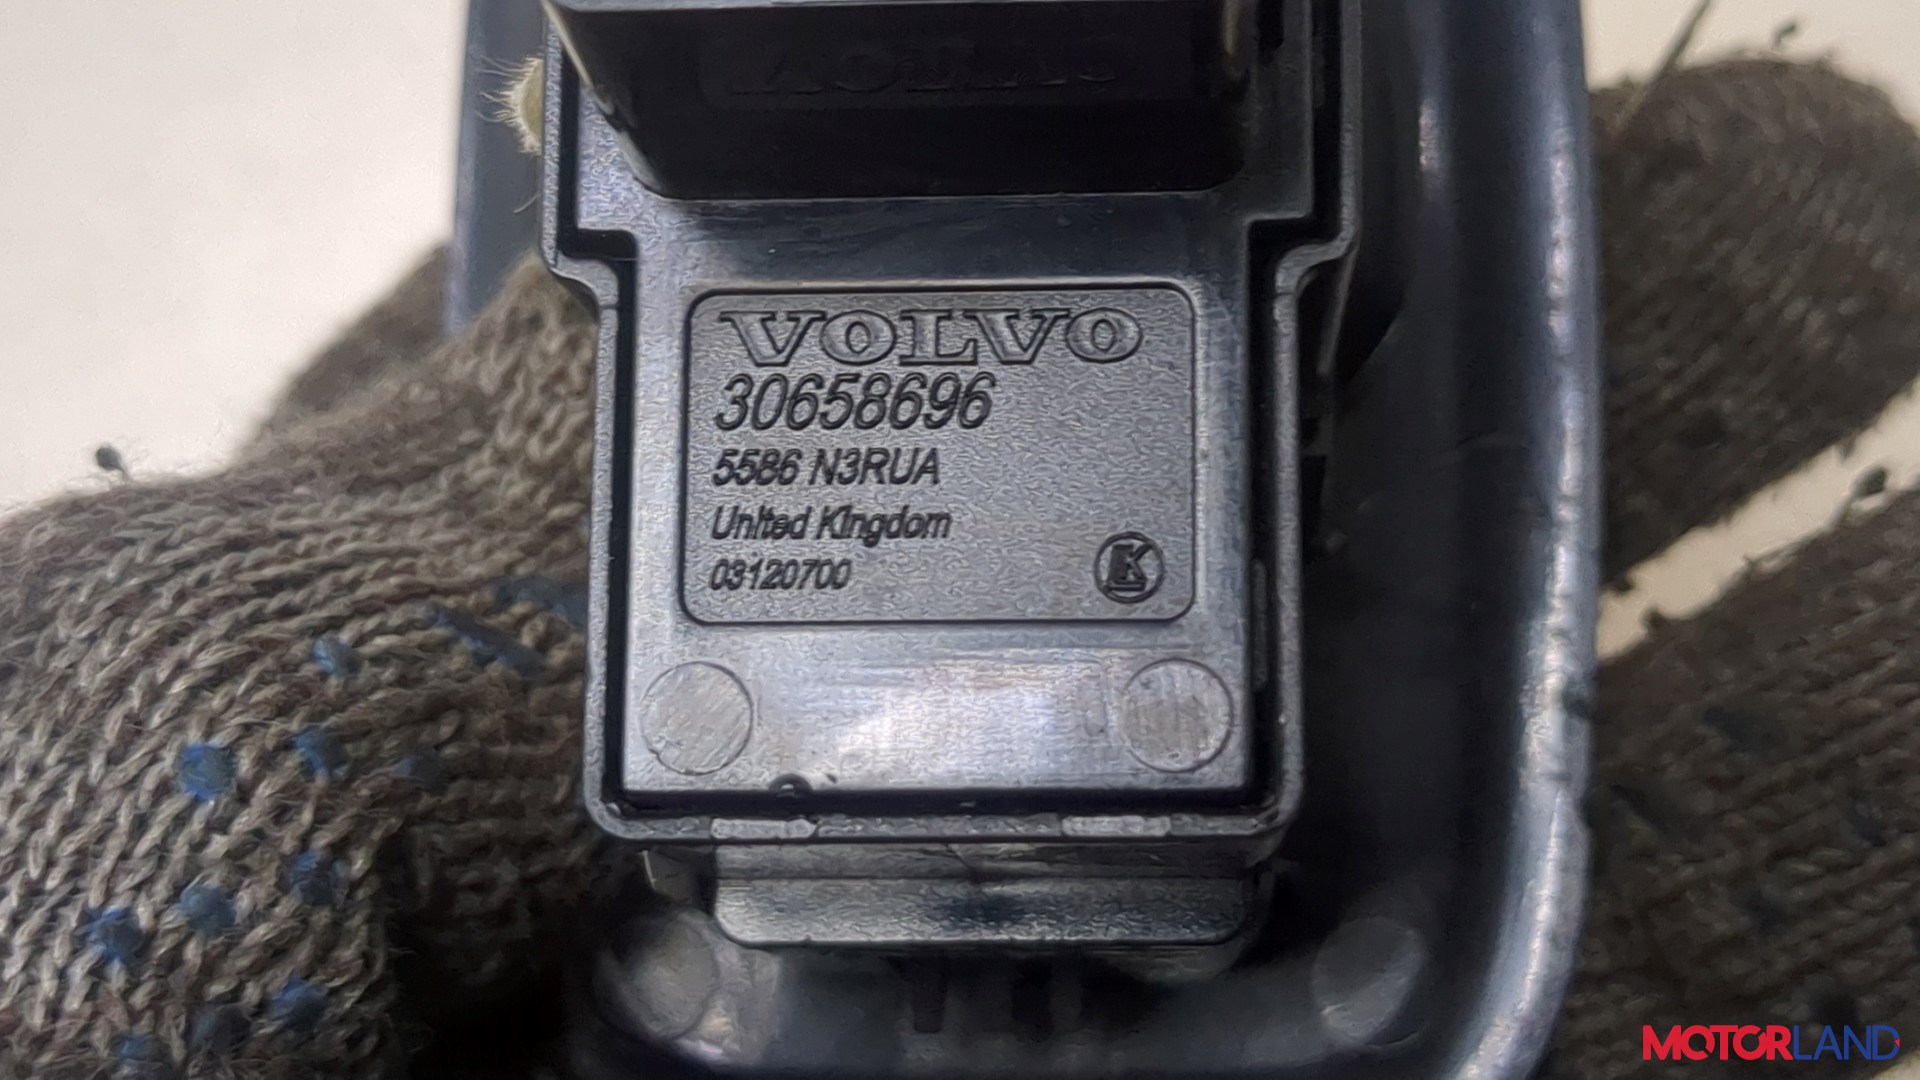 VOLVO
30658696
5586 N3RUA
United Kingdom
03120700
K
MOTORLAND